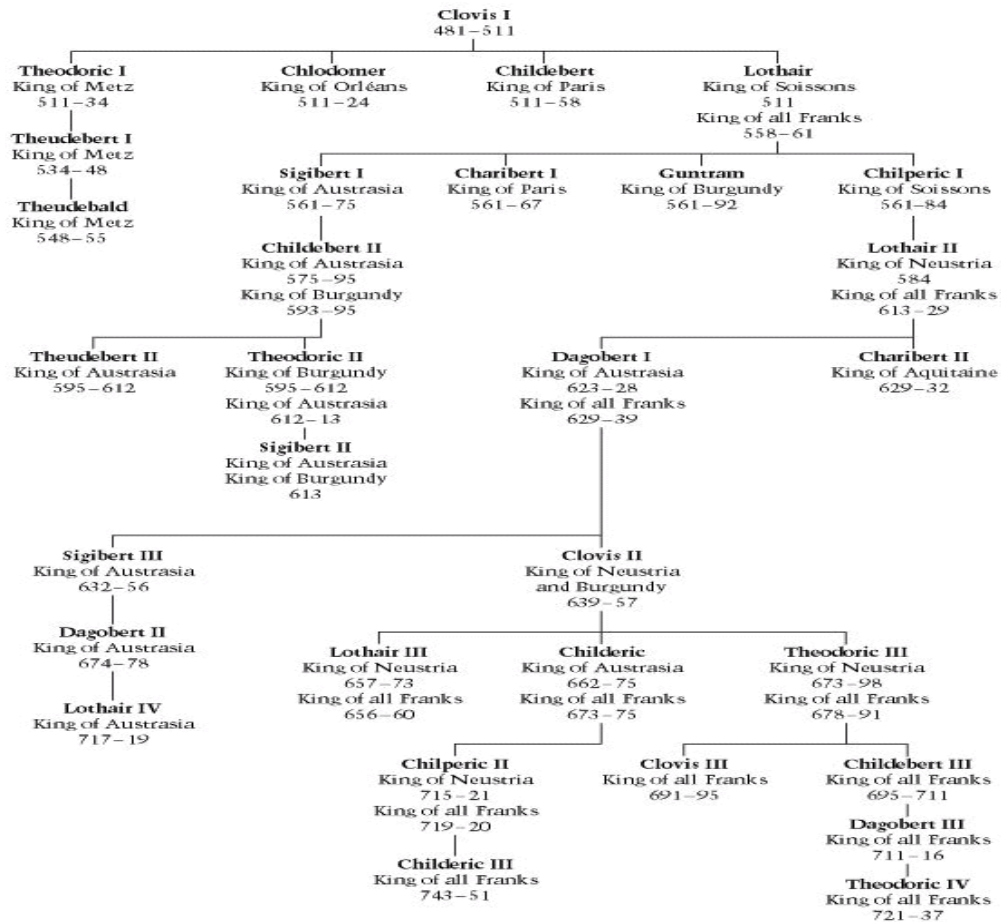 Clovis I
481–511
Theodoric I
King of Metz
511–34
Chlodomer
King of Orléans
511–24
Childebert
King of Paris
511–58
Lothair
King of Soissons
511
King of all Franks
558–61
Theudebert I
King of Metz
534–48
Theudebald
King of Metz
548–55
Sigibert I
King of Austrasia
561–75
Charibert I
King of Paris
561–67
Guntram
King of Burgundy
561–92
Chilperic I
King of Soissons
561–84
Childebert II
King of Austrasia
575–95
King of Burgundy
593–95
Lothair II
King of Neustria
584
King of all Franks
613–29
Theudebert II
King of Austrasia
595–612
Theodoric II
King of Burgundy
595–612
King of Austrasia
612–13
Dagobert I
King of Austrasia
623–28
King of all Franks
629–39
Charibert II
King of Aquitaine
629–32
Sigibert II
King of Austrasia
King of Burgundy
613
Sigibert III
King of Austrasia
632–56
Clovis II
King of Neustria
and Burgundy
639–57
Dagobert II
King of Austrasia
674–78
Lothair IV
King of Austrasia
717–19
Lothair III
King of Neustria
657–73
King of all Franks
656–60
Childeric
King of Austrasia
662–75
King of all Franks
673–75
Theodoric III
King of Neustria
673–98
King of all Franks
678–91
Chilperic II
King of Neustria
715–21
King of all Franks
719–20
Clovis III
King of all Franks
691–95
Childebert III
King of all Franks
695–711
Childeric III
King of all Franks
743–51
Dagobert III
King of all Franks
711–16
Theodoric IV
King of all Franks
721–37